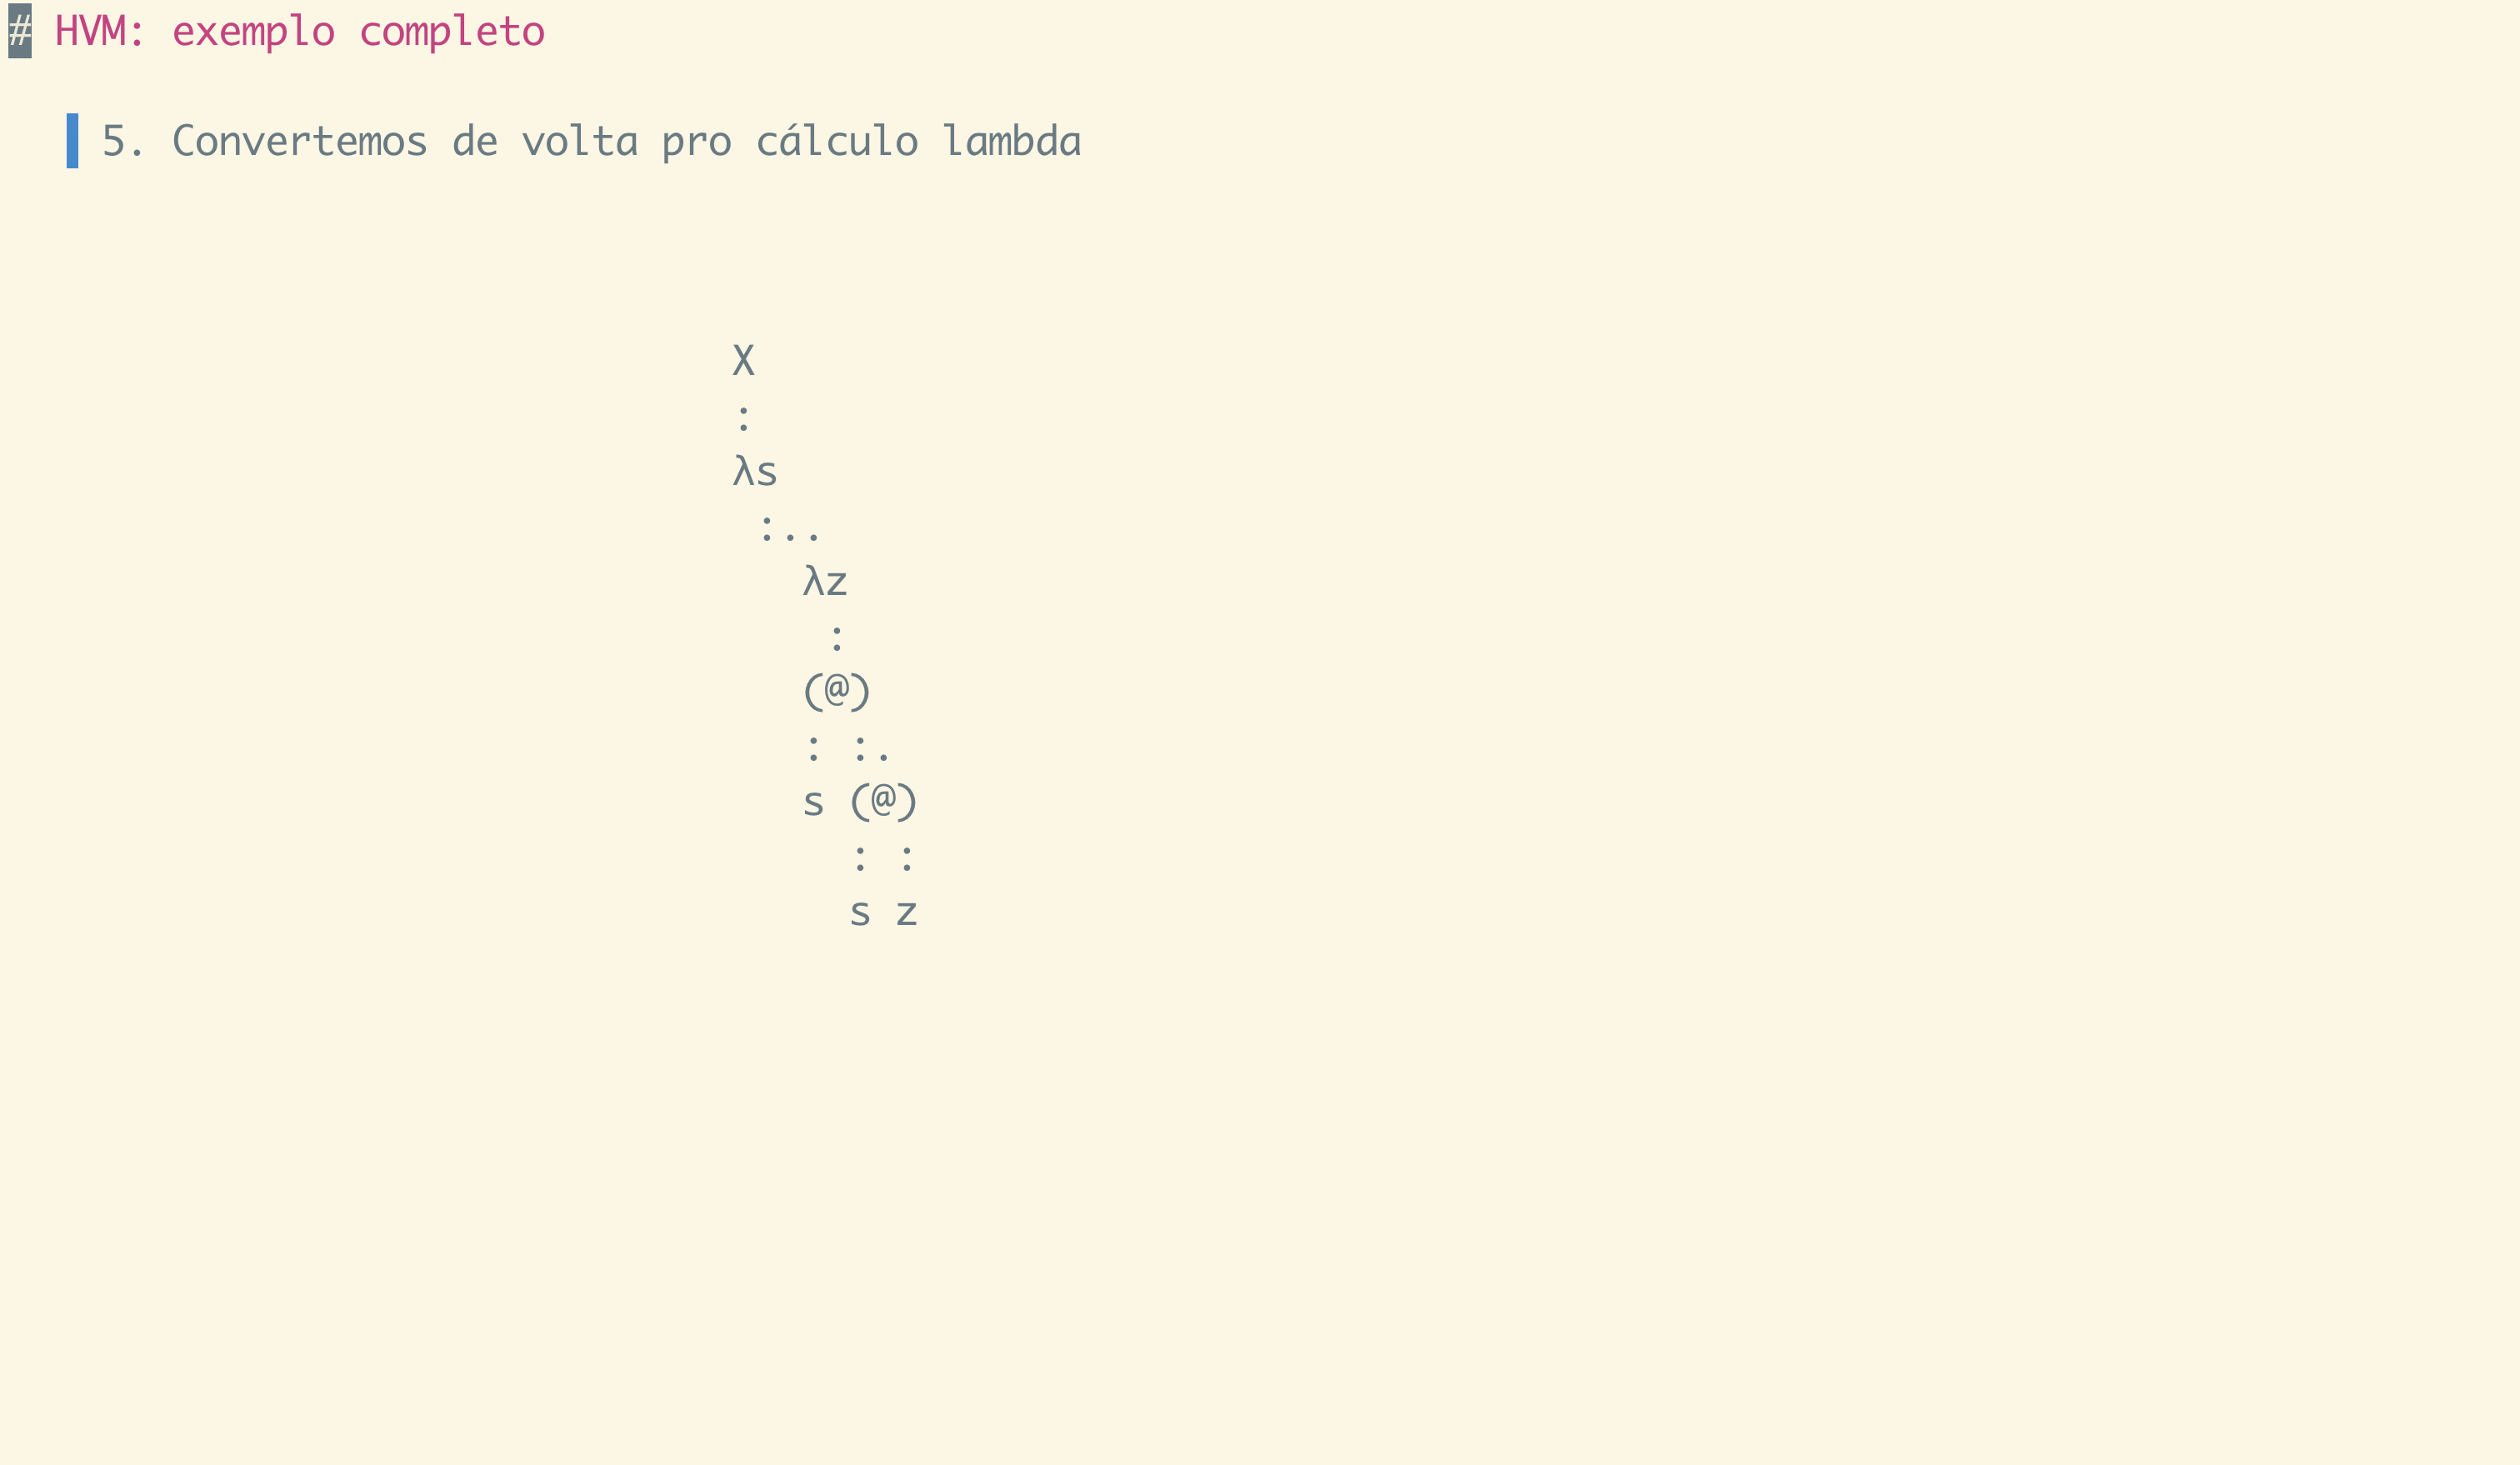 # HVM: exemplo completo
5. Convertemos de volta pro cálculo lambda
X
:
λs
:..
λz
:
(@)
: :.
s (@)
: :
s z